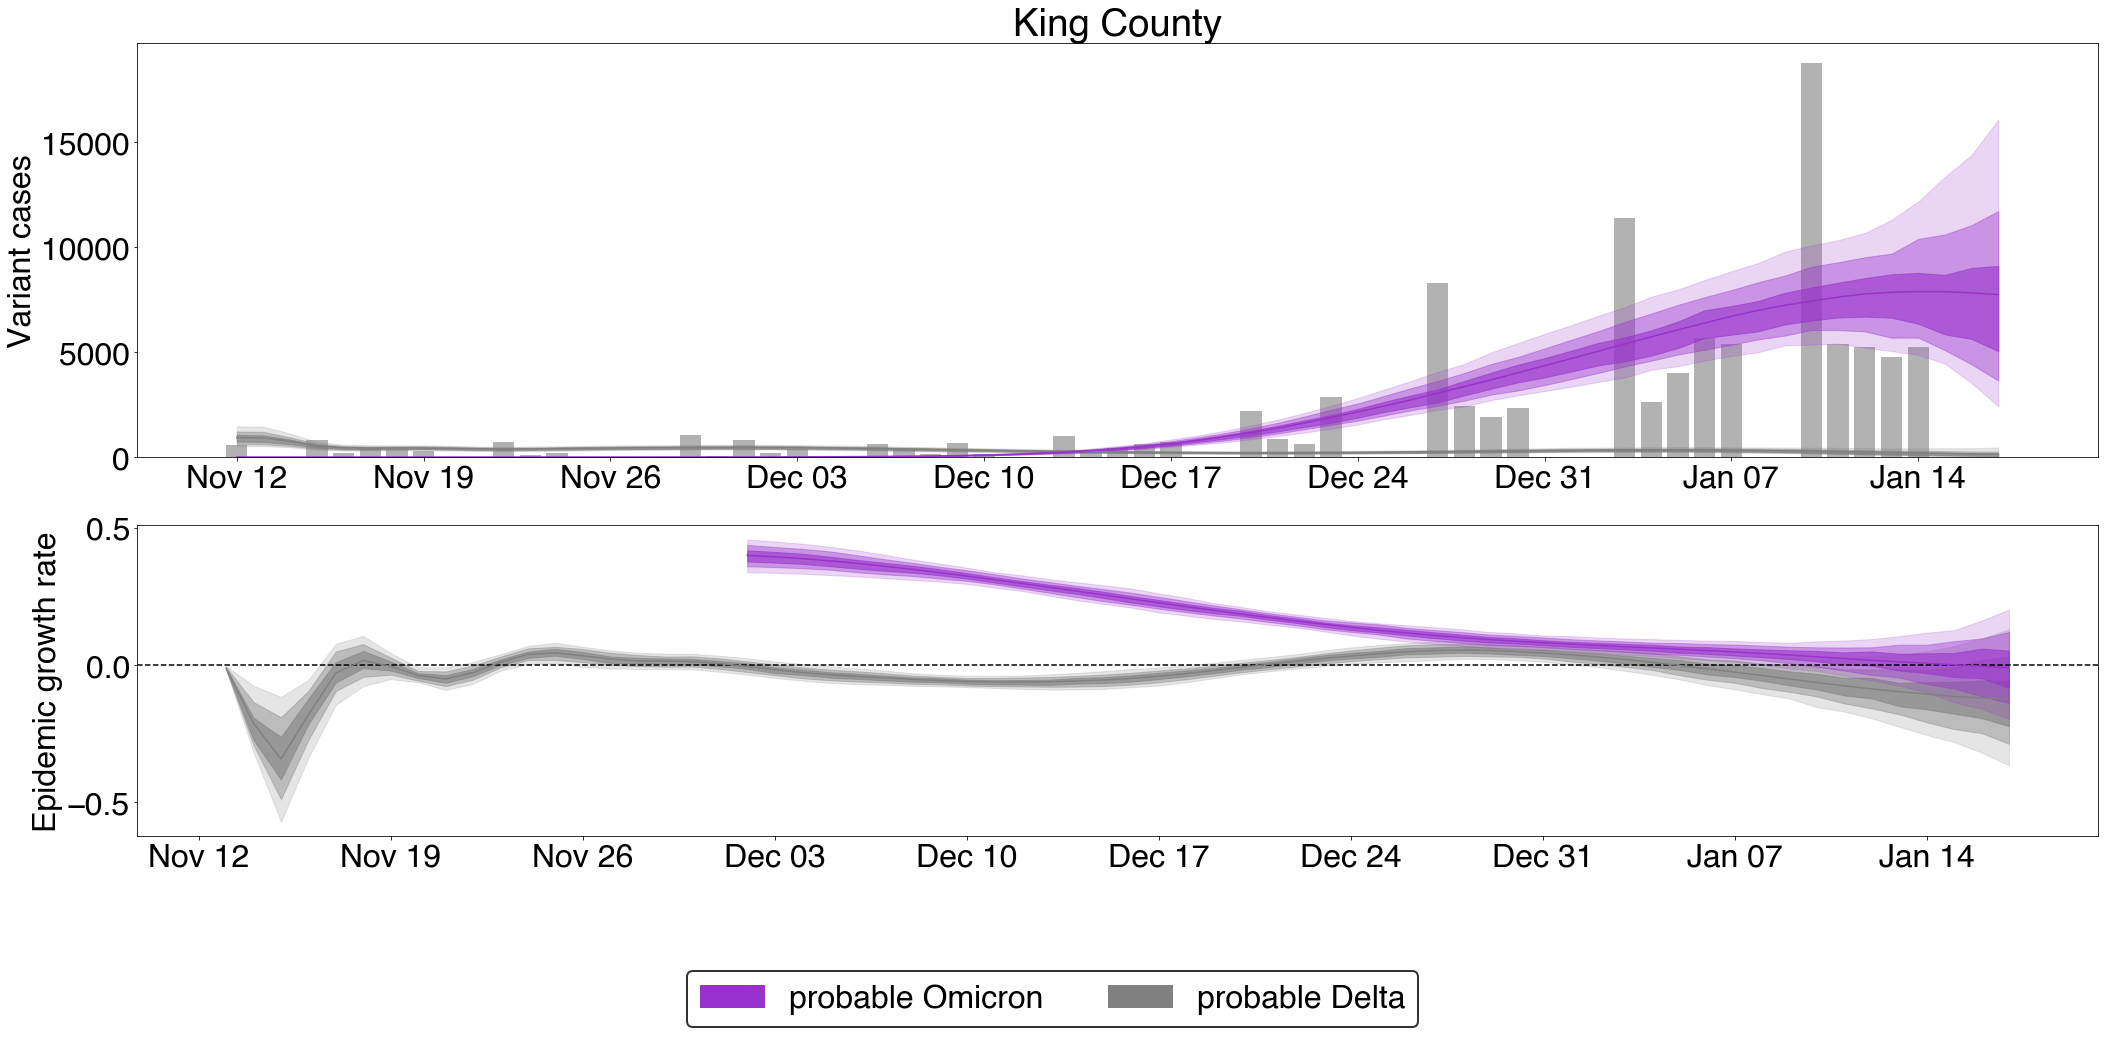 King County
Variant cases
15000
10000
5000
0
Nov 12 Nov 19 Nov 26 Dec 03 Dec 10 Dec 17 Dec 24 Dec 31 Jan 07 Jan 14
Epidemic growth rate
0.5
0.0
−0.5
Nov 12 Nov 19 Nov 26 Dec 03 Dec 10 Dec 17 Dec 24 Dec 31 Jan 07 Jan 14
probable Omicron probable Delta